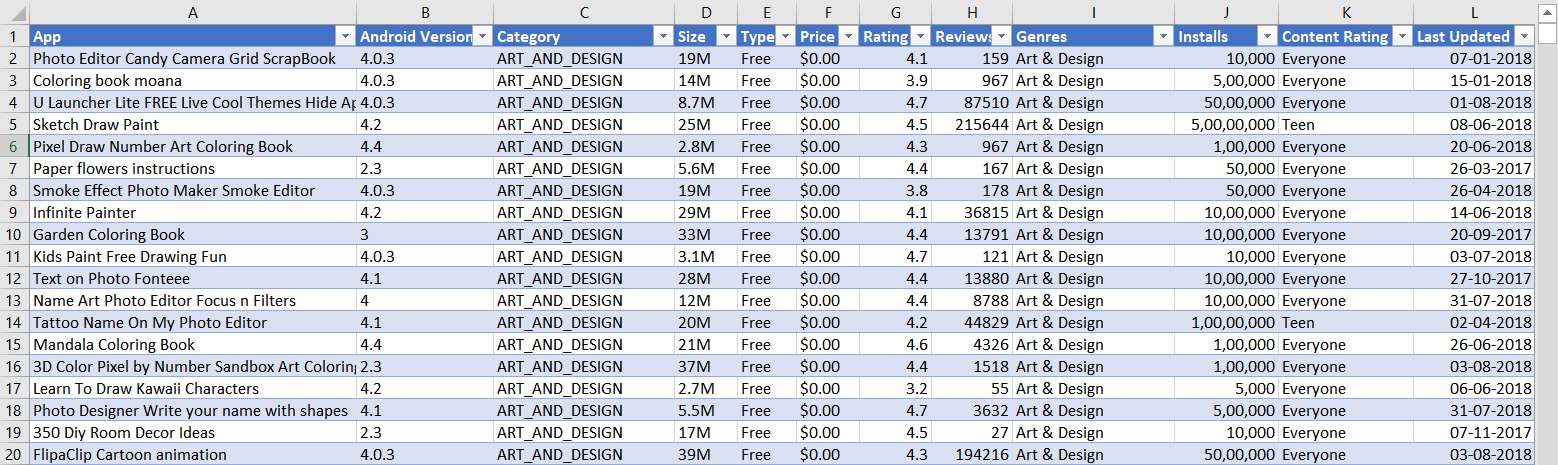 A B C D E F G H I J K L
1 App Android Version Category Size Type Price Rating Reviews Genres Installs Content Rating Last Updated
2 Photo Editor Candy Camera Grid ScrapBook 4.0.3 ART_AND_DESIGN 19M Free $0.00 4.1 159 Art & Design 10,000 Everyone 07-01-2018
3 Coloring book moana 4.0.3 ART_AND_DESIGN 14M Free $0.00 3.9 967 Art & Design 5,00,000 Everyone 15-01-2018
4 U Launcher Lite FREE Live Cool Themes Hide Ap 4.0.3 ART_AND_DESIGN 8.7M Free $0.00 4.7 87510 Art & Design 50,00,000 Everyone 01-08-2018
5 Sketch Draw Paint 4.2 ART_AND_DESIGN 25M Free $0.00 4.5 215644 Art & Design 5,00,00,000 Teen 08-06-2018
6 Pixel Draw Number Art Coloring Book 4.4 ART_AND_DESIGN 2.8M Free $0.00 4.3 967 Art & Design 1,00,000 Everyone 20-06-2018
7 Paper flowers instructions 2.3 ART_AND_DESIGN 5.6M Free $0.00 4.4 167 Art & Design 50,000 Everyone 26-03-2017
8 Smoke Effect Photo Maker Smoke Editor 4.0.3 ART_AND_DESIGN 19M Free $0.00 3.8 178 Art & Design 50,000 Everyone 26-04-2018
9 Infinite Painter 4.2 ART_AND_DESIGN 29M Free $0.00 4.1 36815 Art & Design 10,00,000 Everyone 14-06-2018
10 Garden Coloring Book 3 ART_AND_DESIGN 33M Free $0.00 4.4 13791 Art & Design 10,00,000 Everyone 20-09-2017
11 Kids Paint Free Drawing Fun 4.0.3 ART_AND_DESIGN 3.1M Free $0.00 4.7 121 Art & Design 10,000 Everyone 03-07-2018
12 Text on Photo Fonteee 4.1 ART_AND_DESIGN 28M Free $0.00 4.4 13880 Art & Design 10,00,000 Everyone 27-10-2017
13 Name Art Photo Editor Focus n Filters 4 ART_AND_DESIGN 12M Free $0.00 4.4 8788 Art & Design 10,00,000 Everyone 31-07-2018
14 Tattoo Name On My Photo Editor 4.1 ART_AND_DESIGN 20M Free $0.00 4.2 44829 Art & Design 1,00,00,000 Teen 02-04-2018
15 Mandala Coloring Book 4.4 ART_AND_DESIGN 21M Free $0.00 4.6 4326 Art & Design 1,00,000 Everyone 26-06-2018
16 3D Color Pixel by Number Sandbox Art Coloring 2.3 ART_AND_DESIGN 37M Free $0.00 4.4 1518 Art & Design 1,00,000 Everyone 03-08-2018
17 Learn To Draw Kawaii Characters 4.2 ART_AND_DESIGN 2.7M Free $0.00 3.2 55 Art & Design 5,000 Everyone 06-06-2018
18 Photo Designer Write your name with shapes 4.1 ART_AND_DESIGN 5.5M Free $0.00 4.7 3632 Art & Design 5,00,000 Everyone 31-07-2018
19 350 Diy Room Decor Ideas 2.3 ART_AND_DESIGN 17M Free $0.00 4.5 27 Art & Design 10,000 Everyone 07-11-2017
20 FlipaClip Cartoon animation 4.0.3 ART_AND_DESIGN 39M Free $0.00 4.3 194216 Art & Design 50,00,000 Everyone 03-08-2018